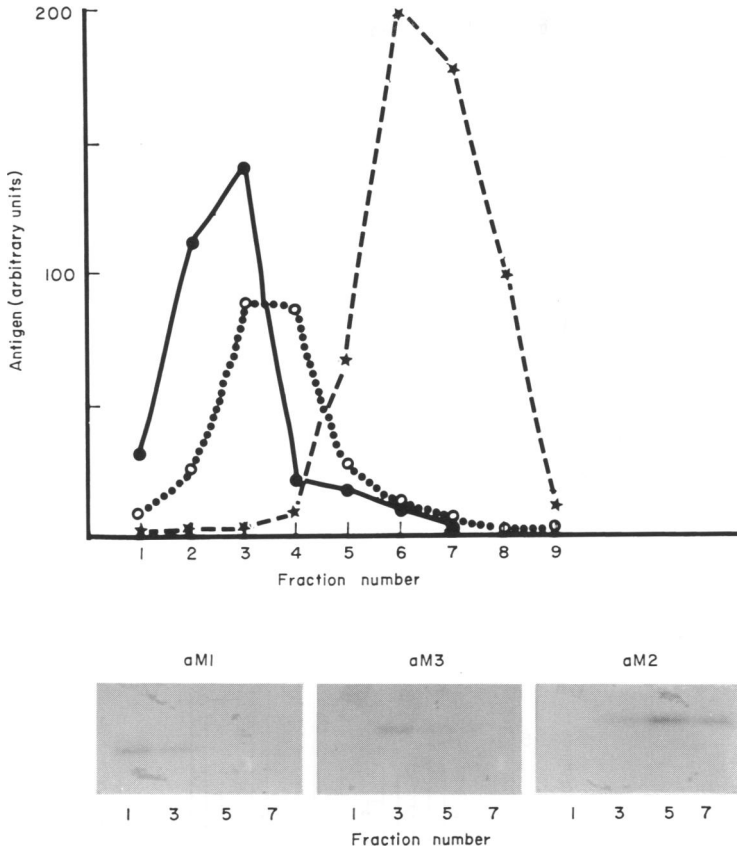 200
100
Antigen (arbitrary units)
1 2 3 4 5 6 7 8 9
Fraction number
aM1 aM3 aM2
1 3 5 7 1 3 5 7 1 3 5 7
Fraction number